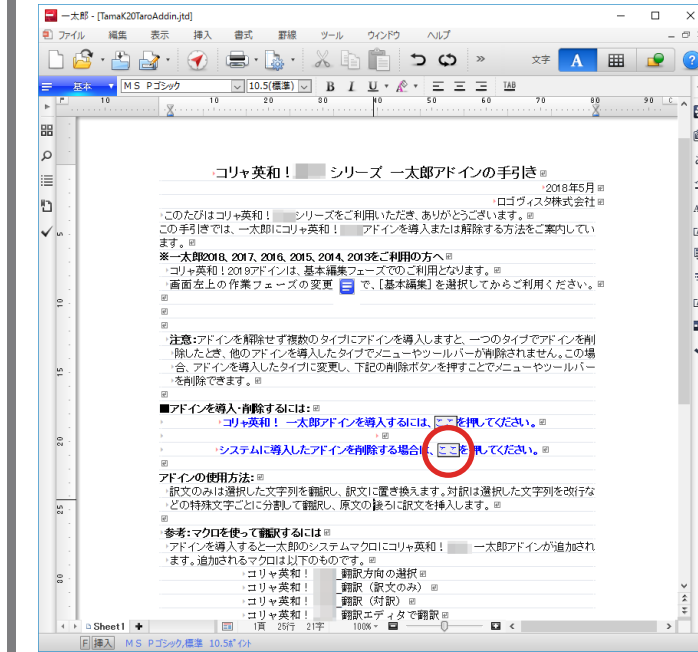 一太郎 - [TamaK20TaroAddin.jtd]
ファイル 編集 表示 挿入 書式 罫線 ツール ウィンドウ ヘルプ
文字 A
基本 ＭＳ Ｐゴシック 10.5(標準) B I U TAB
10 10 20 30 40 50 60 70 80 90
コリャ英和！ シリーズ 一太郎アドインの手引き
2018年5月
ロゴヴィスタ株式会社
このたびはコリャ英和！ シリーズをご利用いただき、ありがとうございます。
この手引きでは、一太郎にコリャ英和！ アドインを導入または解除する方法をご案内してい
ます。
※一太郎2018、2017、2016、2015、2014、2013をご利用の方へ
コリャ英和！2019アドインは、基本編集フェーズでのご利用となります。
画面左上の作業フェーズの変更 で、[基本編集]を選択してからご利用ください。
注意：アドインを解除せず複数のタイプにアドインを導入しますと、一つのタイプでアドインを削
除したとき、他のアドインを導入したタイプでメニューやツールバーが削除されません。この場
合、アドインを導入したタイプに変更し、下記の削除ボタンを押すことでメニューやツールバー
を削除できます。
■アドインを導入・削除するには：
コリャ英和！ 一太郎アドインを導入するには、ここを押してください。
システムに導入したアドインを削除する場合は、ここを押してください。
アドインの使用方法：
訳文のみは選択した文字列を翻訳し、訳文に置き換えます。対訳は選択した文字列を改行な
どの特殊文字ごとに分割して翻訳し、原文の後ろに訳文を挿入します。
参考：マクロを使って翻訳するには
アドインを導入すると一太郎のシステムマクロにコリャ英和！ 一太郎アドインが追加され
ます。追加されるマクロは以下のものです。
コリャ英和！ _翻訳方向の選択
コリャ英和！ _翻訳（訳文のみ）
コリャ英和！ _翻訳（対訳）
コリャ英和！ _翻訳エディタで翻訳
Sheet1 1頁 25行 21字 100%
挿入 ＭＳ Ｐゴシック,標準 10.5ﾎﾟｲﾝﾄ